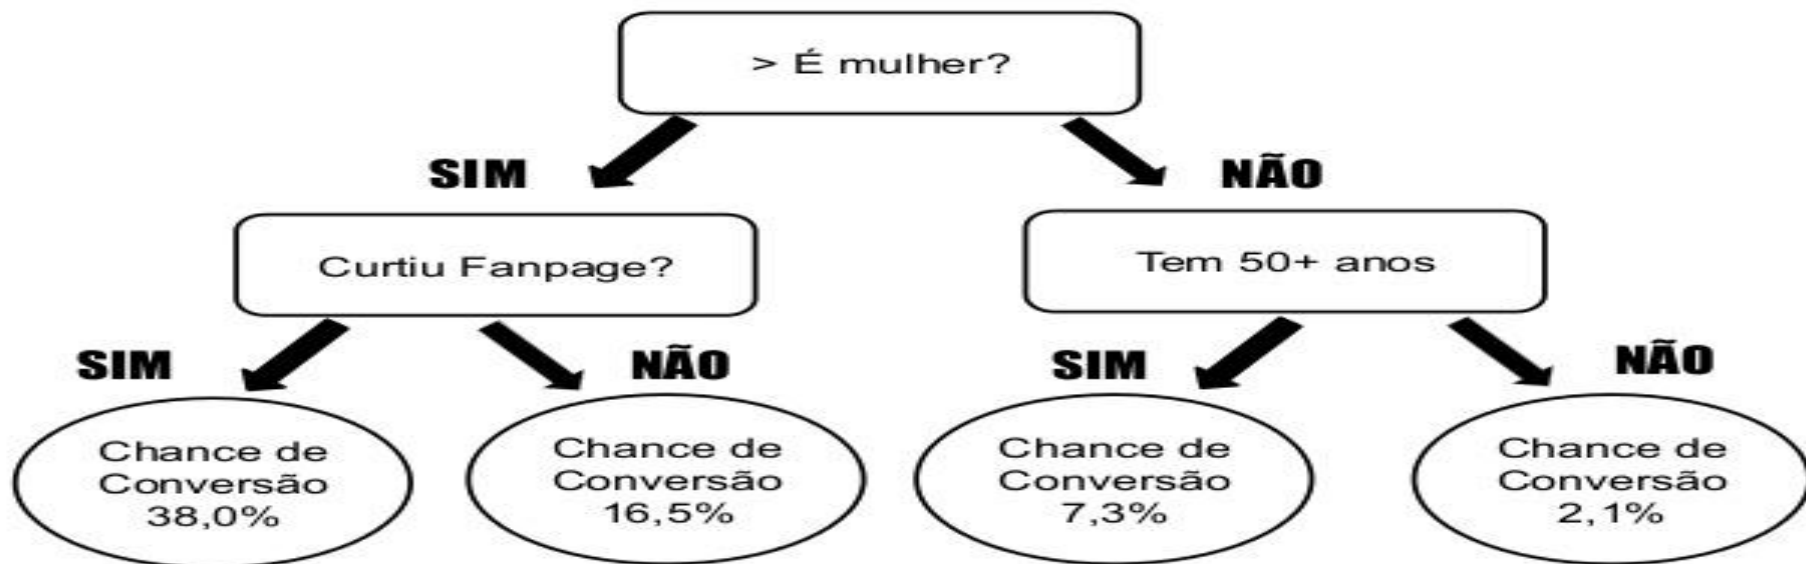 > É mulher?
SIM
NÃO
Curtiu Fanpage?
Tem 50+ anos
SIM
NÃO
SIM
NÃO
Chance de
Conversão
38,0%
Chance de
Conversão
16,5%
Chance de
Conversão
7,3%
Chance de
Conversão
2,1%